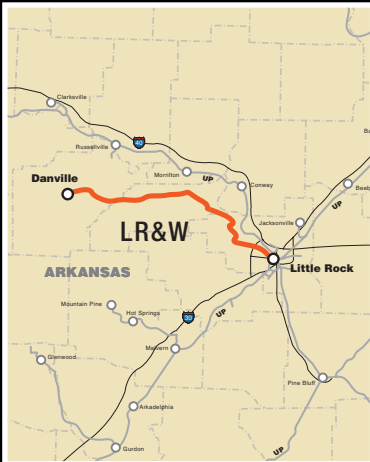 Clarksville
40
Russellville
Danville
Morrilton
UP
Conway
UP
Jacksonville
LR&W
Little Rock
ARKANSAS
Mountain Pine
Hot Springs
30
UP
Malvern
Glenwood
Pine Bluff
Arkadelphia
Gurdon
UP